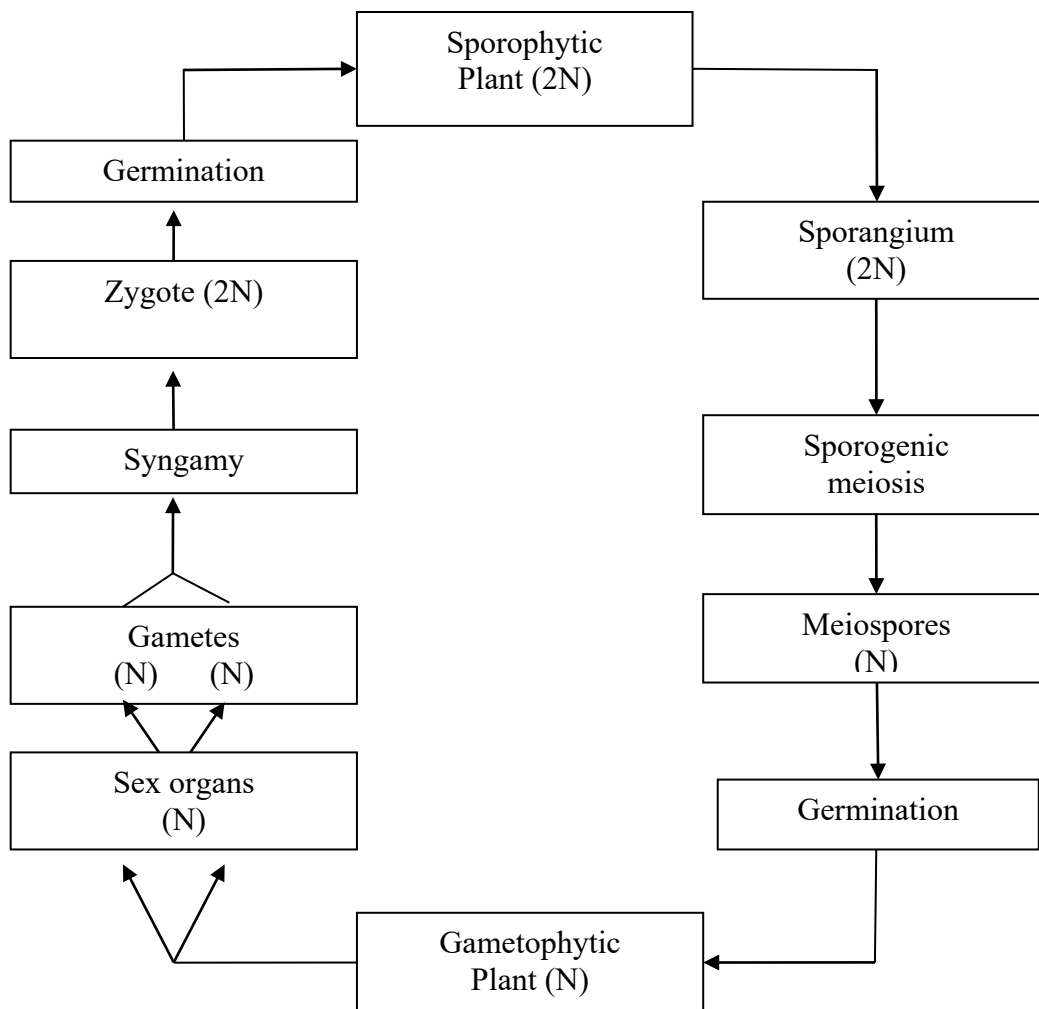 Sporophytic
Plant (2N)
Germination
Sporangium
(2N)
Zygote (2N)
Syngamy
Sporogenic
meiosis
Gametes
(N) (N)
Meiospores
(N)
Sex organs
(N)
Germination
Gametophytic
Plant (N)